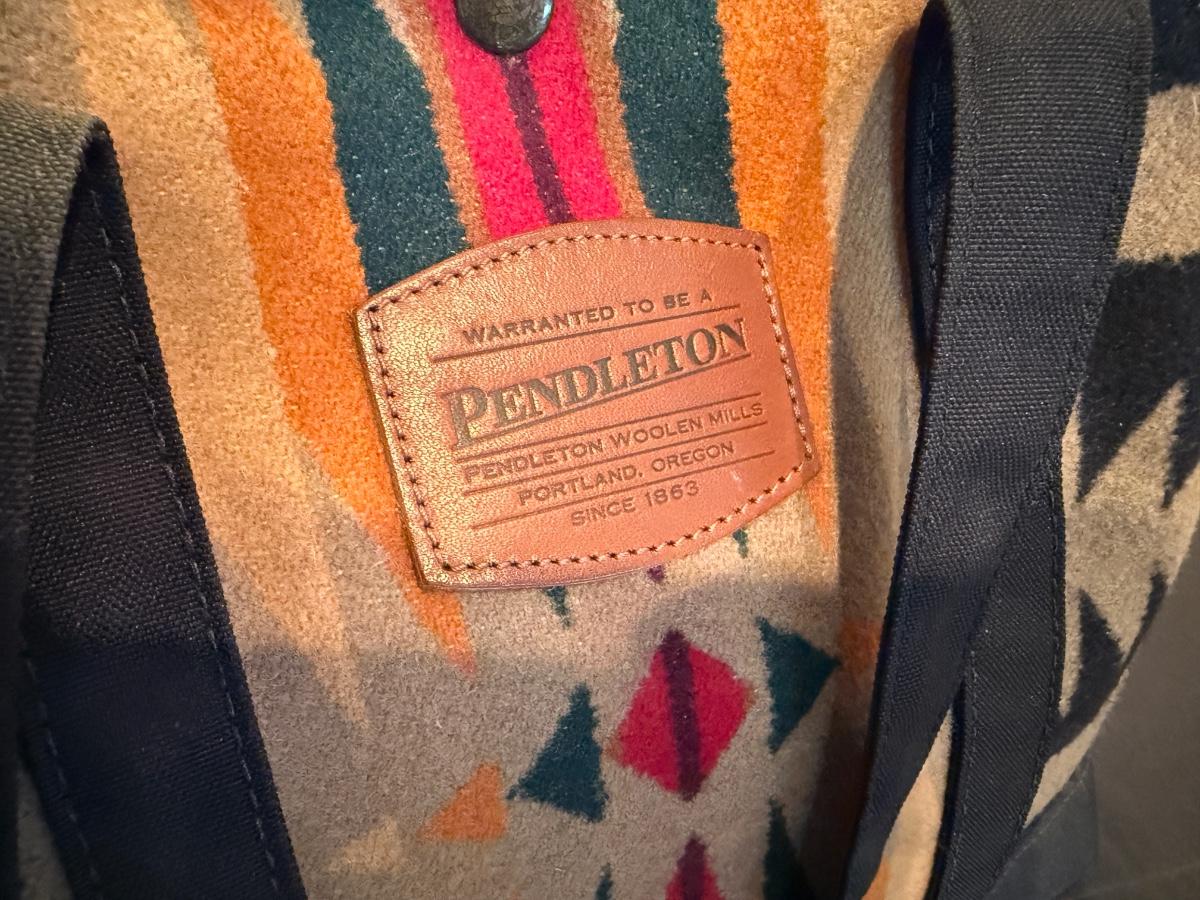 WARRANTED TO BE A
PENDLETON
PENDLETON WOOLEN MILLS
PORTLAND, OREGON
SINCE 1863